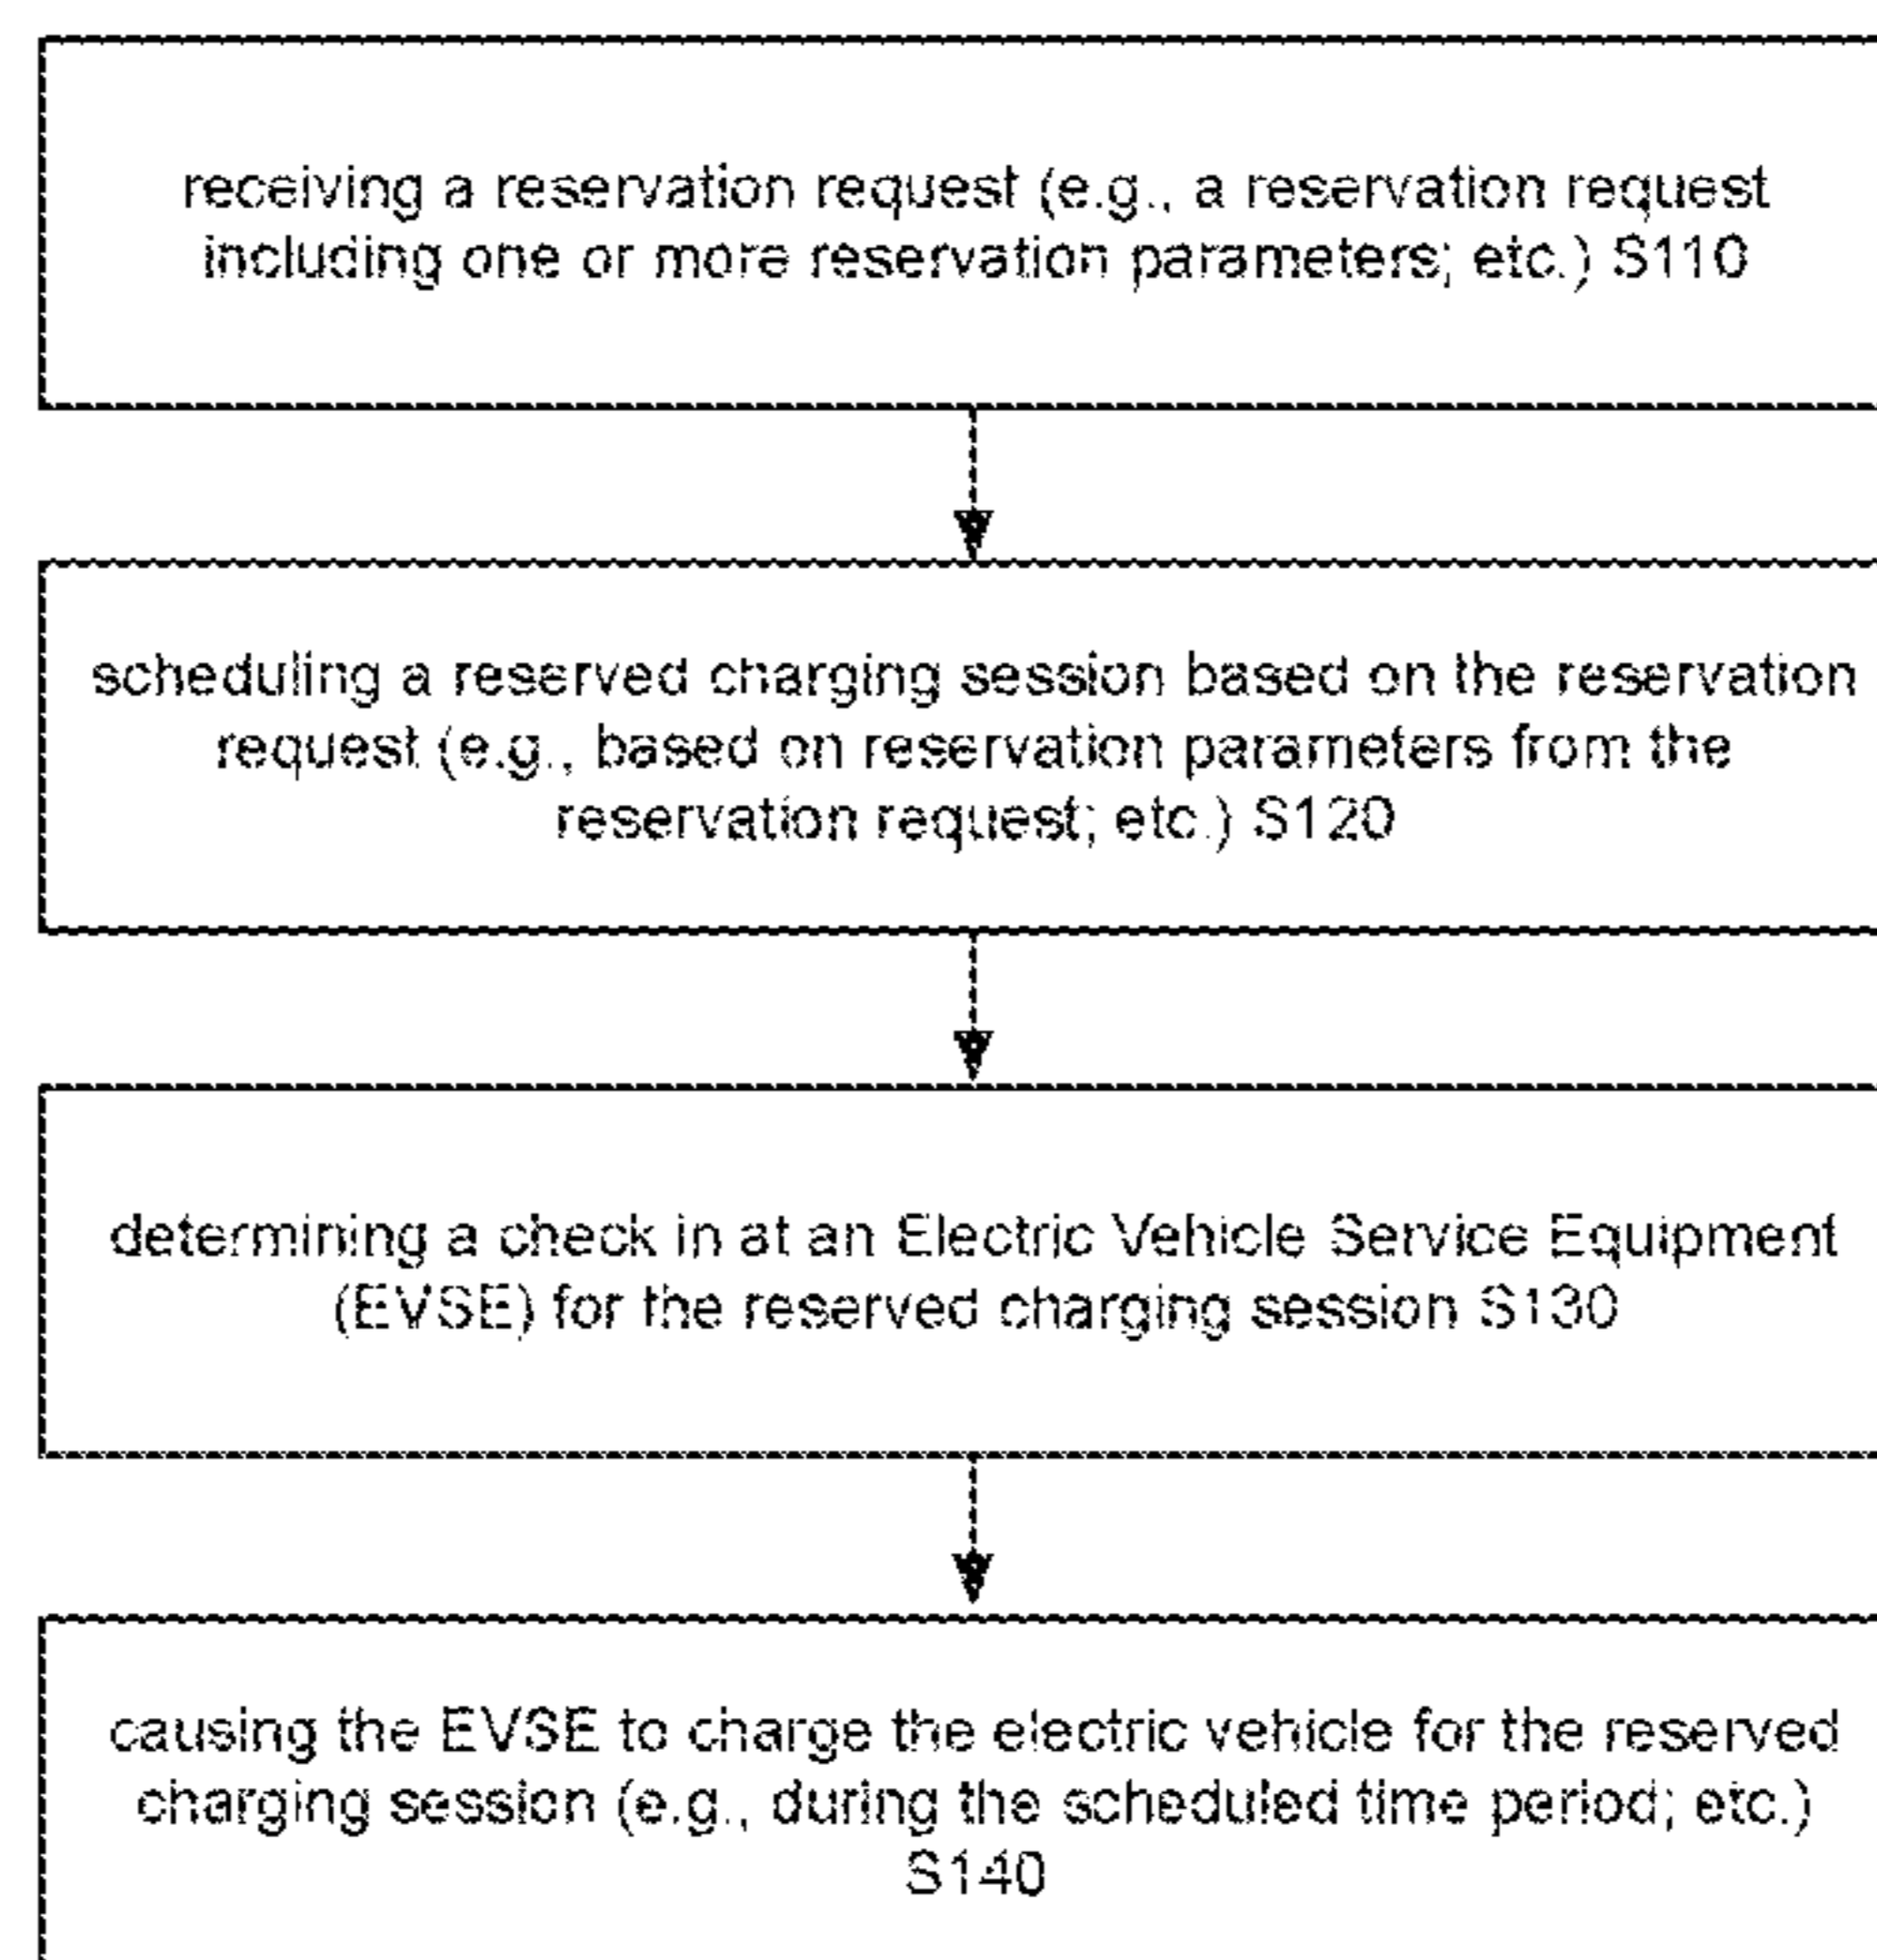 receiving a reservation request (e.g., a reservation request
including one or more reservation parameters; etc.) S110
scheduling a reserved charging session based on the reservation
request (e.g., based on reservation parameters from the
reservation request; etc.) S120
determining a check in at an Electric Vehicle Service Equipment
(EVSE) for the reserved charging session S130
causing the EVSE to charge the electric vehicle for the reserved
charging session (e.g., during the scheduled time period; etc.)
S140